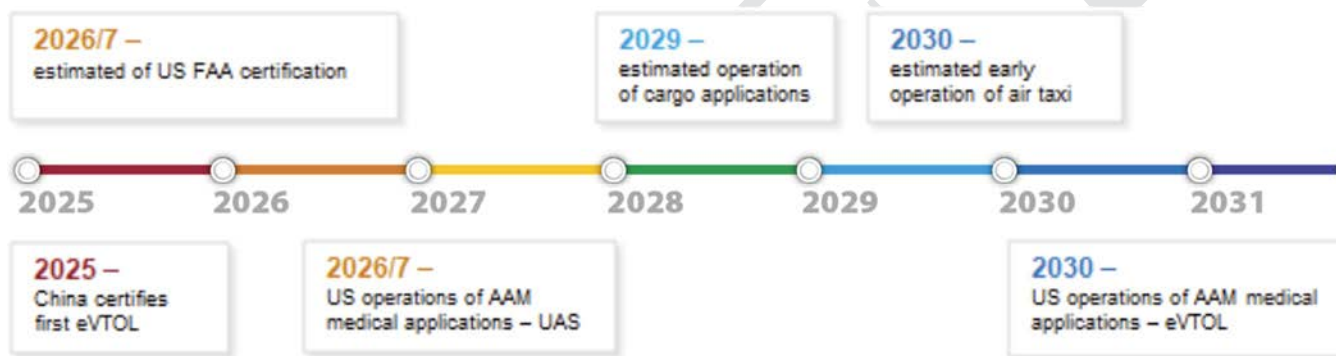 2026/7 –
estimated of US FAA certification
2029 –
estimated operation
of cargo applications
2030 –
estimated early
operation of air taxi
2025 2026 2027 2028 2029 2030 2031
2025 –
China certifies
first eVTOL
2026/7 –
US operations of AAM
medical applications – UAS
2030 –
US operations of AAM medical
applications – eVTOL